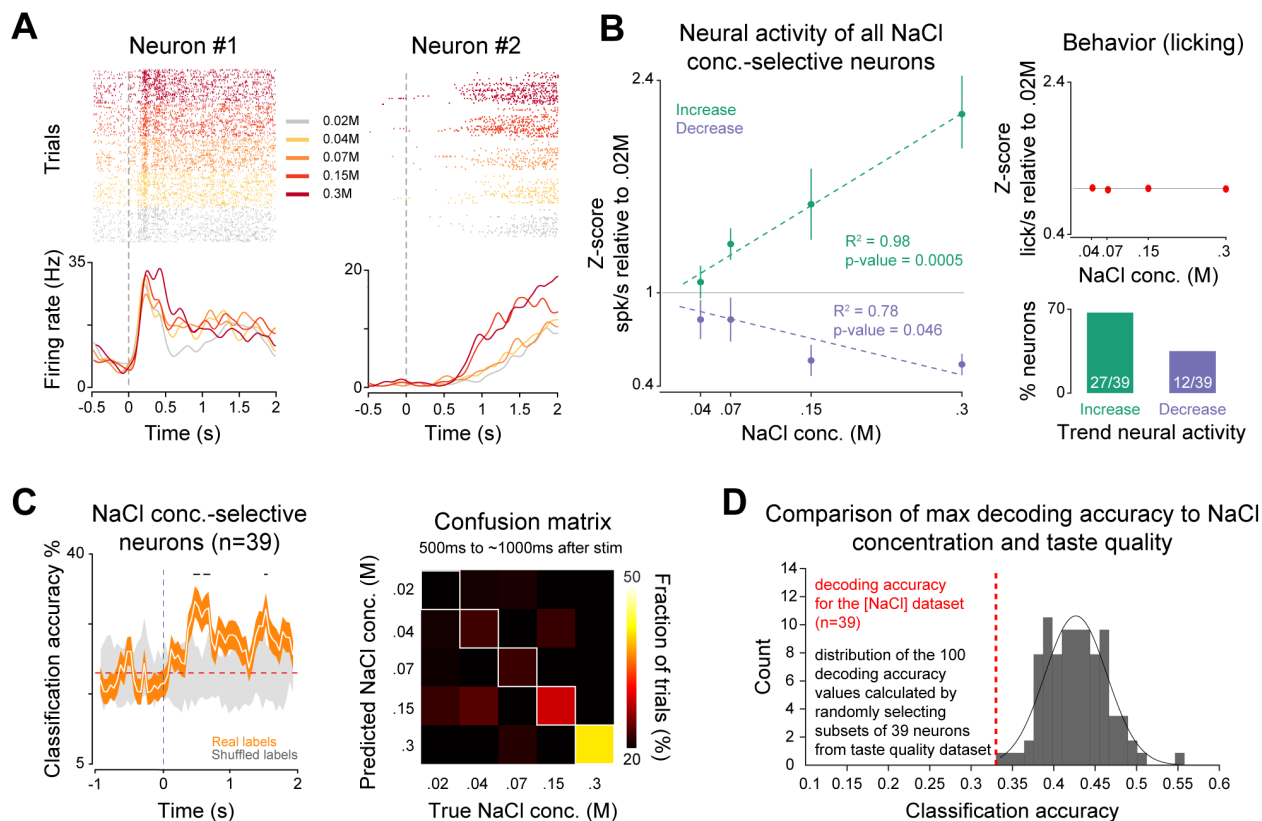 A
Neuron #1
Neuron #2
Trials
0.02M
0.04M
0.07M
0.15M
0.3M
Firing rate (Hz)
35
0
-0.5 0 0.5 1 1.5 2
Time (s)
20
10
0
-0.5 0 0.5 1 1.5 2
Time (s)
B
Neural activity of all NaCl
conc.-selective neurons
Z-score
spk/s relative to .02M
2.4
1
0.4
Increase
Decrease
R² = 0.98
p-value = 0.0005
R² = 0.78
p-value = 0.046
.04 .07 .15 .3
NaCl conc. (M)
Behavior (licking)
Z-score
lick/s relative to .02M
2.4
0.4
.04 .07 .15 .3
NaCl conc. (M)
% neurons
70
0
27/39
12/39
Increase
Decrease
Trend neural activity
C
NaCl conc.-selective
neurons (n=39)
Classification accuracy %
40
5
Real labels
Shuffled labels
-1 0 1 2
Time (s)
Confusion matrix
500ms to ~1000ms after stim
Predicted NaCl conc. (M)
.02
.04
.07
.15
.3
.02 .04 .07 .15 .3
True NaCl conc. (M)
50
20
Fraction of trials (%)
D
Comparison of max decoding accuracy to NaCl
concentration and taste quality
Count
14
12
10
8
6
4
2
0
decoding accuracy
for the [NaCl] dataset
(n=39)
distribution of the 100
decoding accuracy
values calculated by
randomly selecting
subsets of 39 neurons
from taste quality dataset
0.1 0.15 0.2 0.25 0.3 0.35 0.4 0.45 0.5 0.55 0.6
Classification accuracy